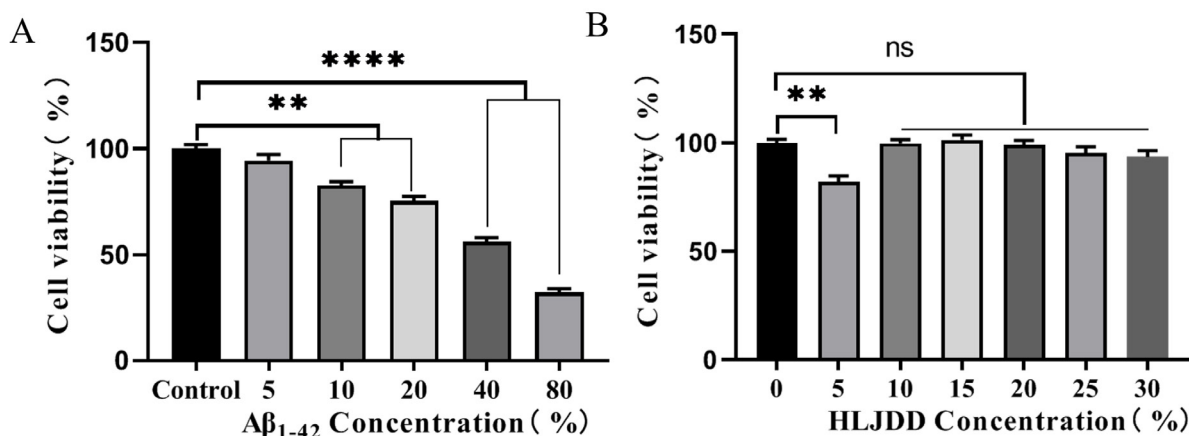 A
Cell viability ( %)
150
100
50
0
****
**
Control 5 10 20 40 80
Aβ₁₋₄₂ Concentration ( %)
B
Cell viability ( %)
150
100
50
0
ns
**
0 5 10 15 20 25 30
HLJDD Concentration ( %)